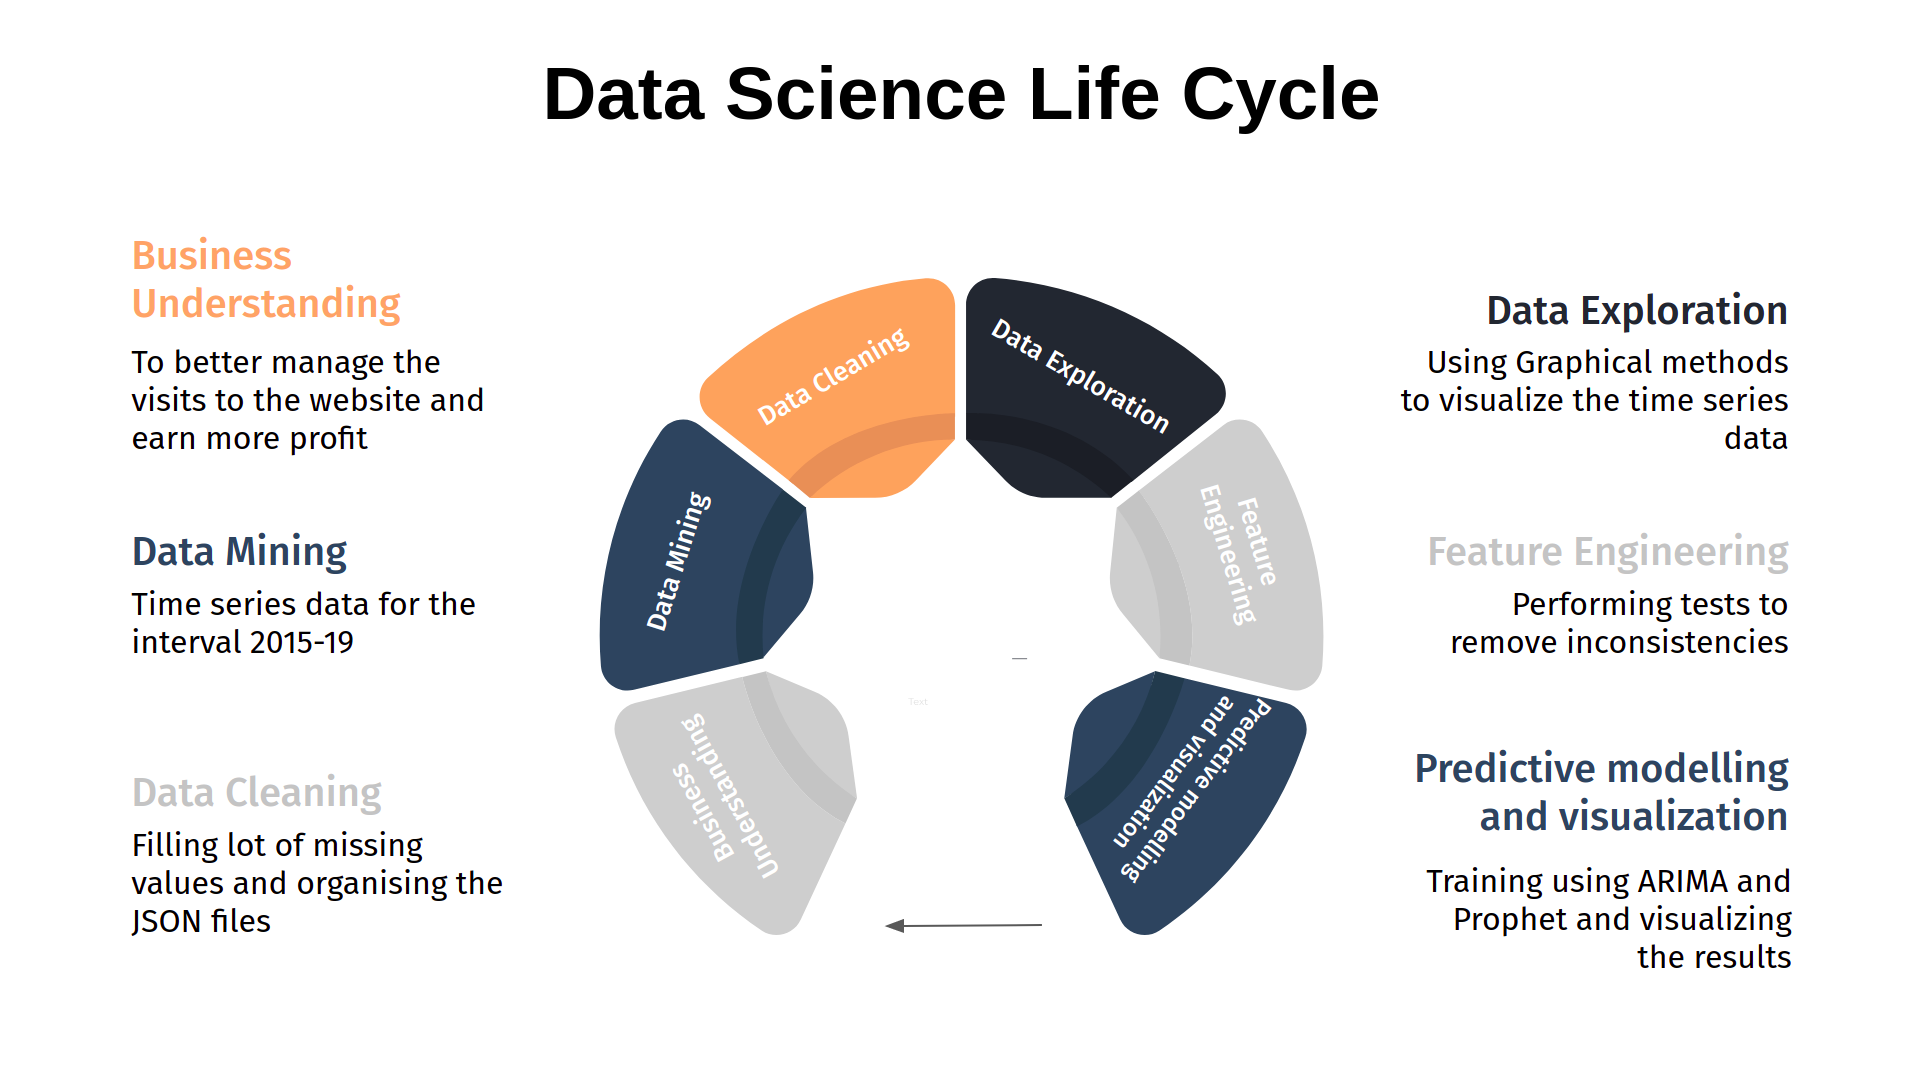 Data Science Life Cycle
Business
Understanding
To better manage the
visits to the website and
earn more profit
Data Mining
Time series data for the
interval 2015-19
Data Cleaning
Filling lot of missing
values and organising the
JSON files
Data Cleaning
Data Exploration
Data Mining
Feature
Engineering
Business
Understanding
Predictive modelling
and visualization
Text
Data Exploration
Using Graphical methods
to visualize the time series
data
Feature Engineering
Performing tests to
remove inconsistencies
Predictive modelling
and visualization
Training using ARIMA and
Prophet and visualizing
the results